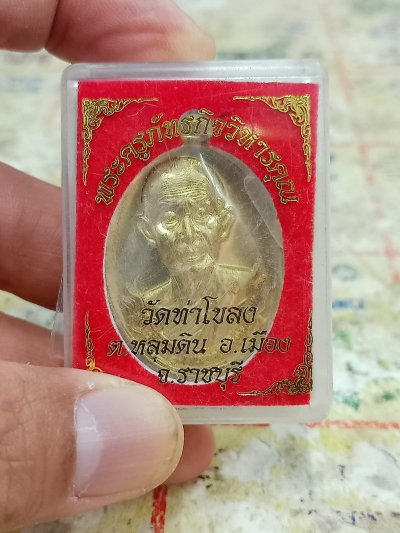 พระครูภัทรกิจวิหารคุณ
วัดท่าโขลง
ต.หลุมดิน อ.เมือง
จ.ราชบุรี